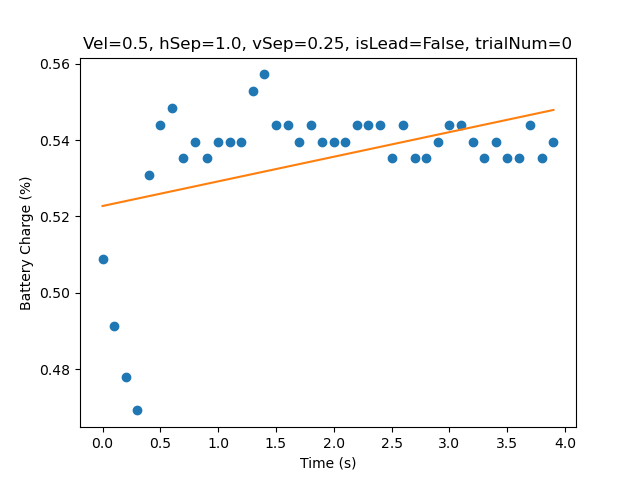 Vel=0.5, hSep=1.0, vSep=0.25, isLead=False, trialNum=0
0.56
0.54
0.52
0.50
0.48
Battery Charge (%)
0.0 0.5 1.0 1.5 2.0 2.5 3.0 3.5 4.0
Time (s)